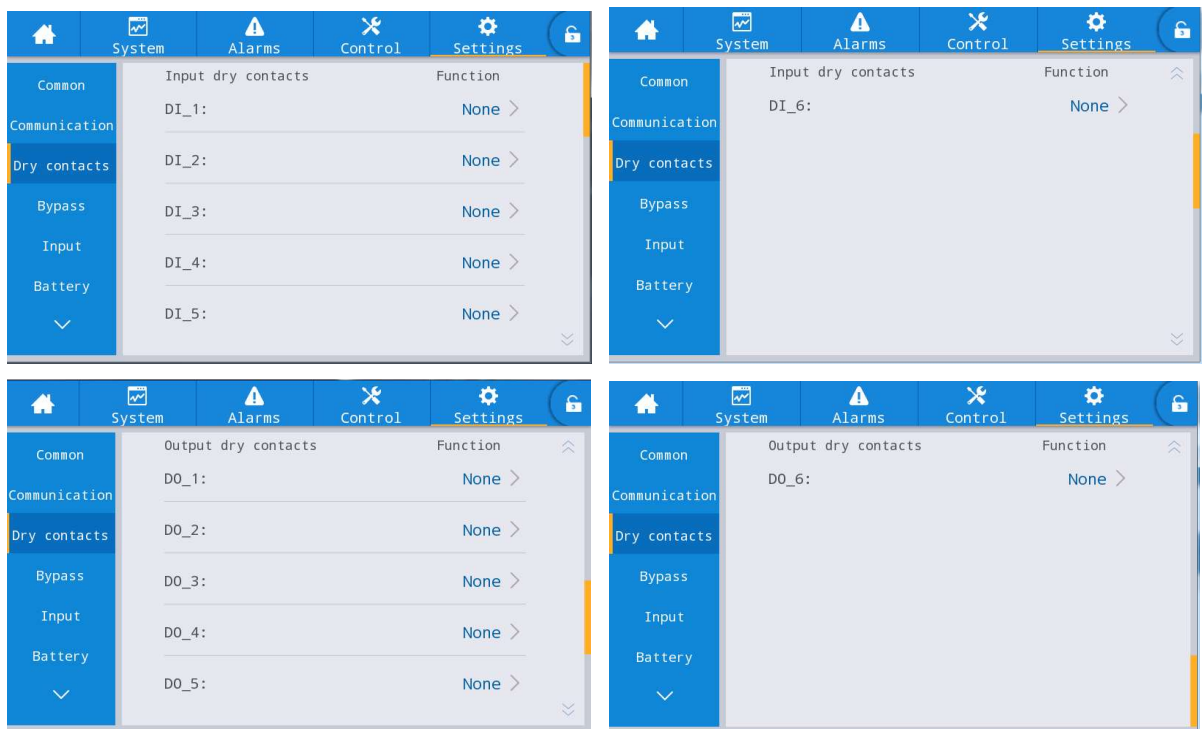 System Alarms Control Settings
Common
Communication
Dry contacts
Bypass
Input
Battery
Input dry contacts Function
DI_1: None
DI_2: None
DI_3: None
DI_4: None
DI_5: None
System Alarms Control Settings
Common
Communication
Dry contacts
Bypass
Input
Battery
Input dry contacts Function
DI_6: None
System Alarms Control Settings
Common
Communication
Dry contacts
Bypass
Input
Battery
Output dry contacts Function
DO_1: None
DO_2: None
DO_3: None
DO_4: None
DO_5: None
System Alarms Control Settings
Common
Communication
Dry contacts
Bypass
Input
Battery
Output dry contacts Function
DO_6: None